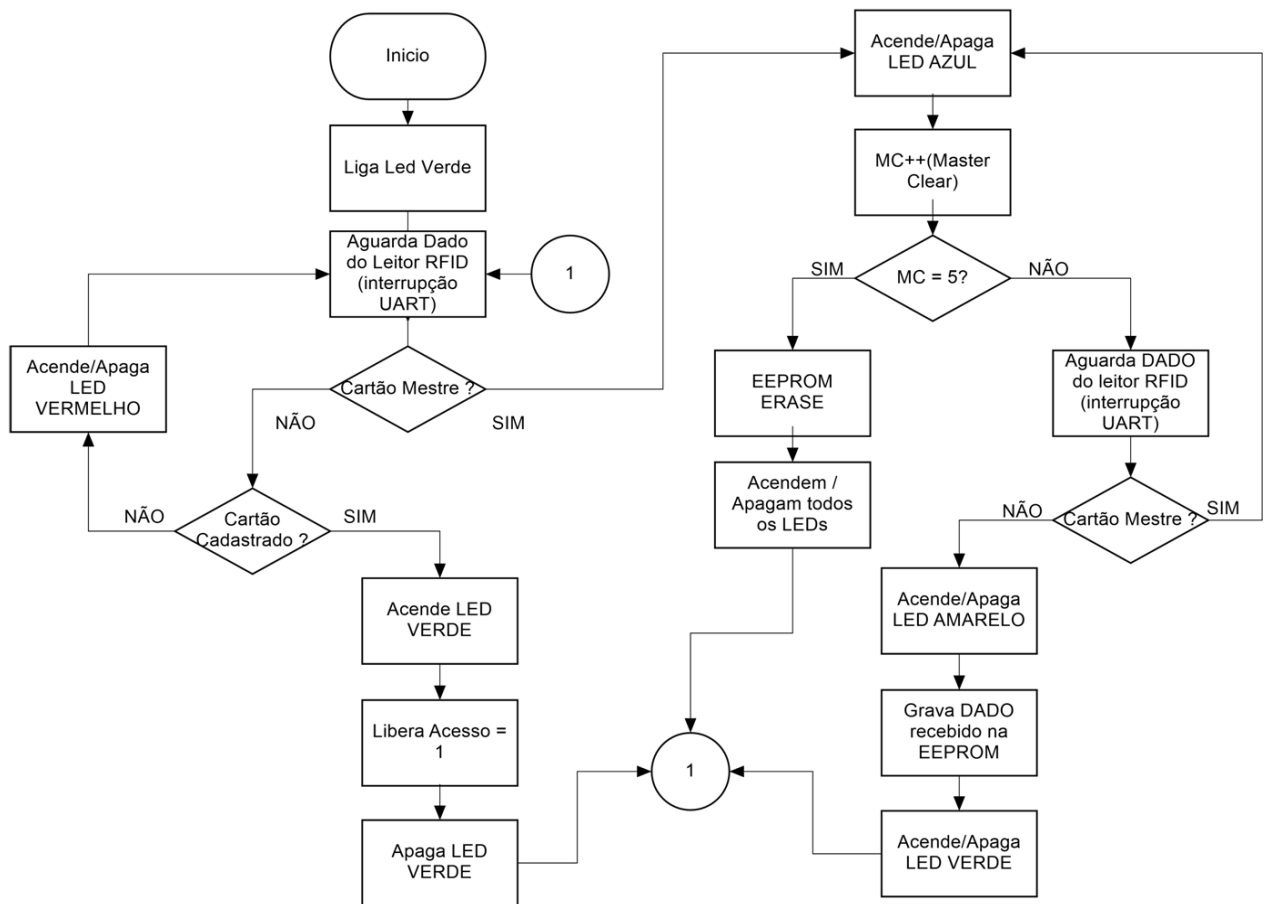 Inicio
Liga Led Verde
Aguarda Dado
do Leitor RFID
(interrupção
UART)
1
Cartão Mestre ?
NÃO
SIM
Acende/Apaga
LED
VERMELHO
Cartão
Cadastrado ?
NÃO
SIM
Acende LED
VERDE
Libera Acesso =
1
Apaga LED
VERDE
Acende/Apaga
LED AZUL
MC++(Master
Clear)
MC = 5?
SIM
NÃO
EEPROM
ERASE
Acendem /
Apagam todos
os LEDs
1
Aguarda DADO
do leitor RFID
(interrupção
UART)
Cartão Mestre ?
NÃO
SIM
Acende/Apaga
LED AMARELO
Grava DADO
recebido na
EEPROM
Acende/Apaga
LED VERDE